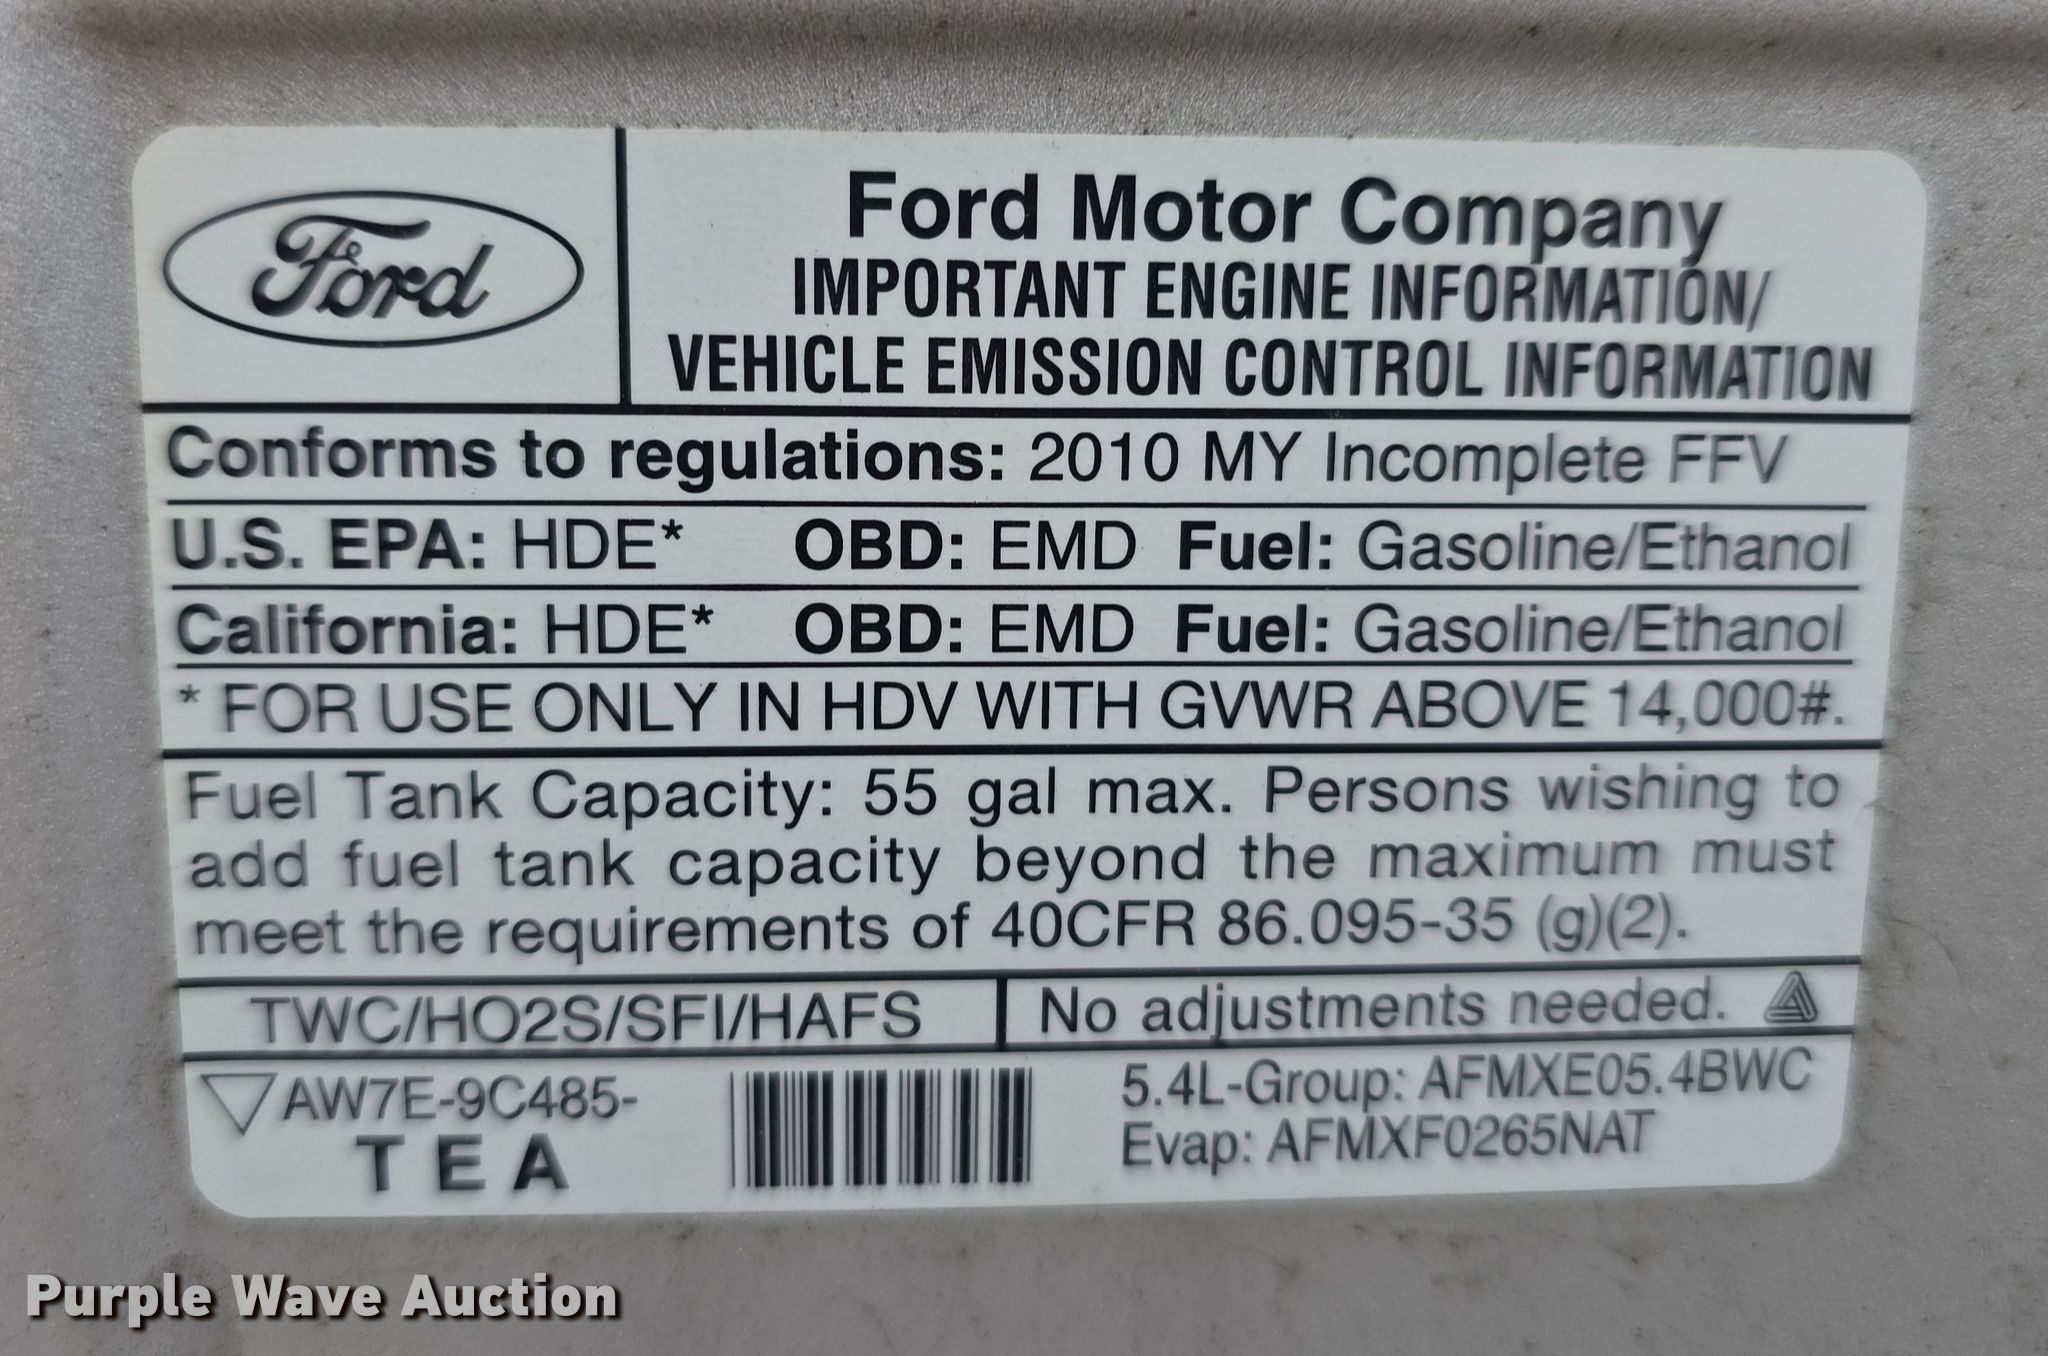 Ford
Ford Motor Company
IMPORTANT ENGINE INFORMATION/
VEHICLE EMISSION CONTROL INFORMATION
Conforms to regulations: 2010 MY Incomplete FFV
U.S. EPA: HDE* OBD: EMD Fuel: Gasoline/Ethanol
California: HDE* OBD: EMD Fuel: Gasoline/Ethanol
* FOR USE ONLY IN HDV WITH GVWR ABOVE 14,000#.
Fuel Tank Capacity: 55 gal max. Persons wishing to
add fuel tank capacity beyond the maximum must
meet the requirements of 40CFR 86.095-35 (g)(2).
TWC/HO2S/SFI/HAFS
No adjustments needed.
AW7E-9C485-
TEA
5.4L-Group: AFMXE05.4BWC
Evap: AFMXF0265NAT
Purple Wave Auction